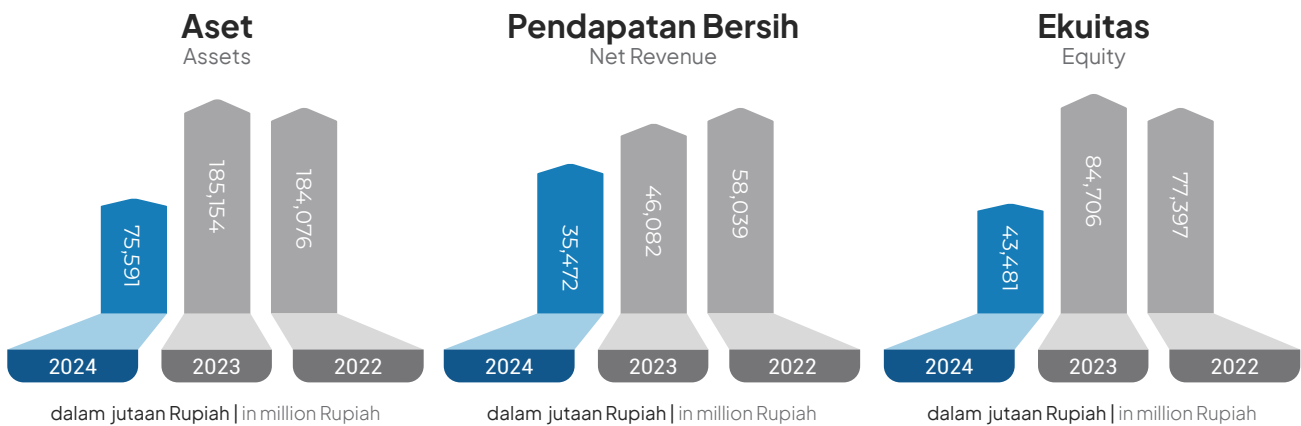 Aset
Assets
75,591
185,154
184,076
2024
2023
2022
dalam jutaan Rupiah | in million Rupiah
Pendapatan Bersih
Net Revenue
35,472
46,082
58,039
2024
2023
2022
dalam jutaan Rupiah | in million Rupiah
Ekuitas
Equity
43,481
84,706
77,397
2024
2023
2022
dalam jutaan Rupiah | in million Rupiah